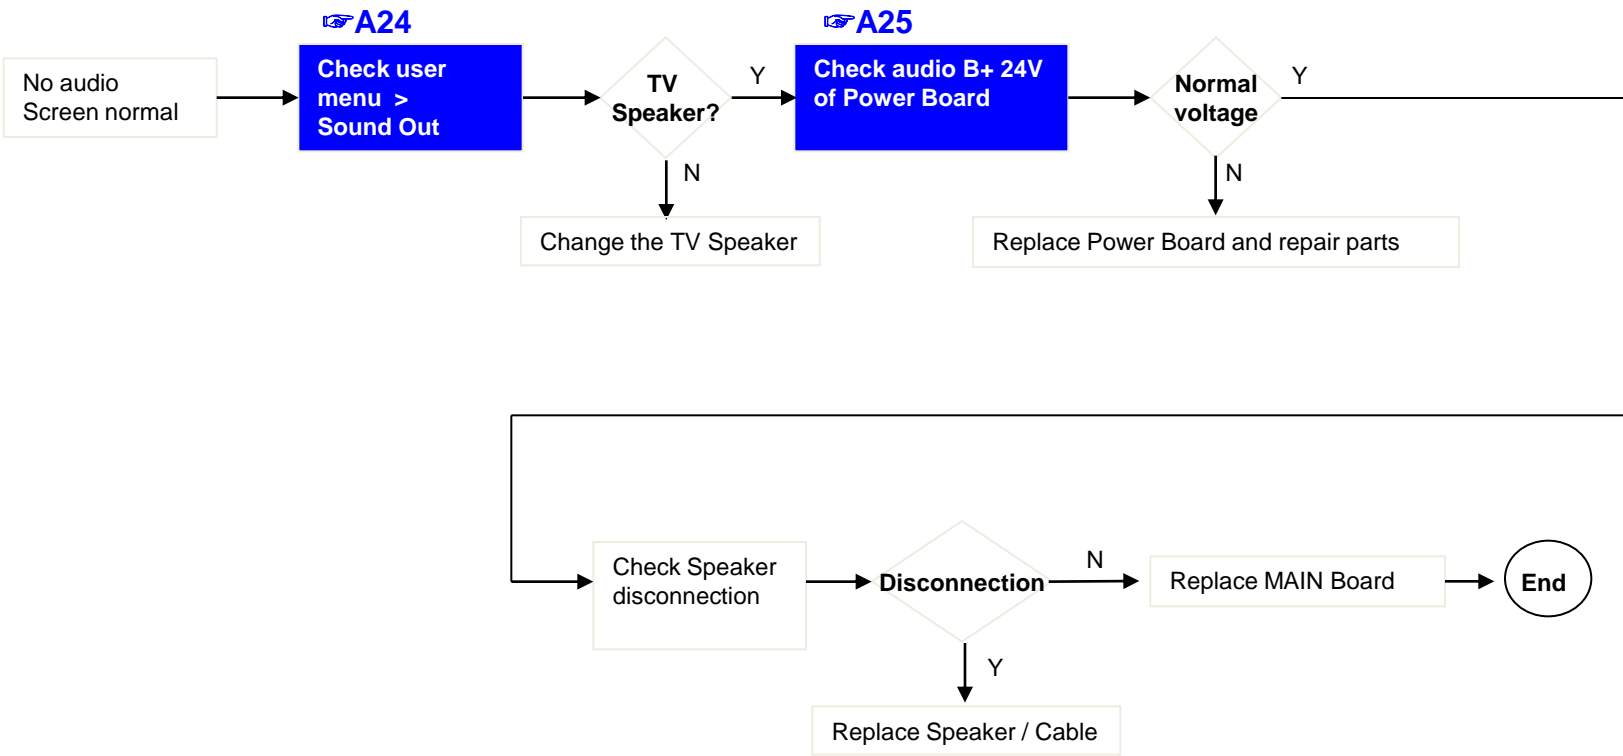 ☞A24
☞A25
No audio
Screen normal
Check user
menu >
Sound Out
TV
Speaker?
Y
Check audio B+ 24V
of Power Board
Normal
voltage
Y
N
N
Change the TV Speaker
Replace Power Board and repair parts
Check Speaker
disconnection
Disconnection
N
Replace MAIN Board
End
Y
Replace Speaker / Cable